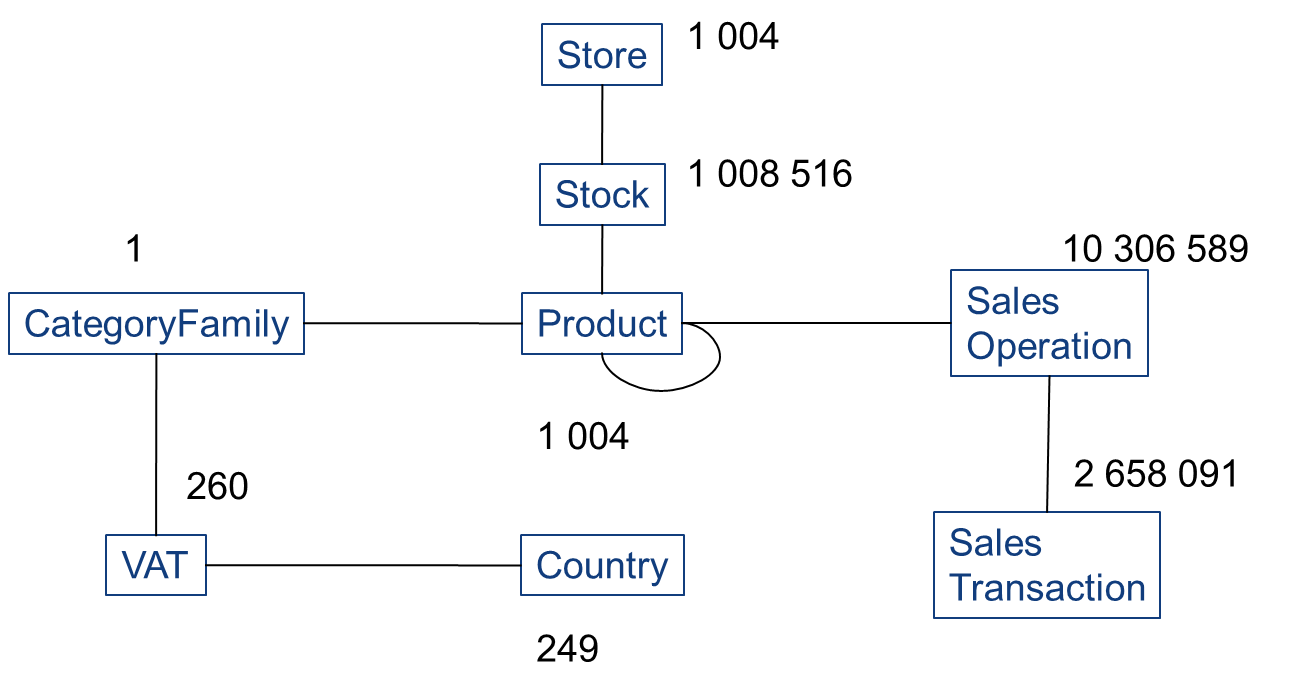 Store
1 004
Stock
1 008 516
1
CategoryFamily
Product
10 306 589
Sales
Operation
1 004
260
2 658 091
VAT
Country
Sales
Transaction
249